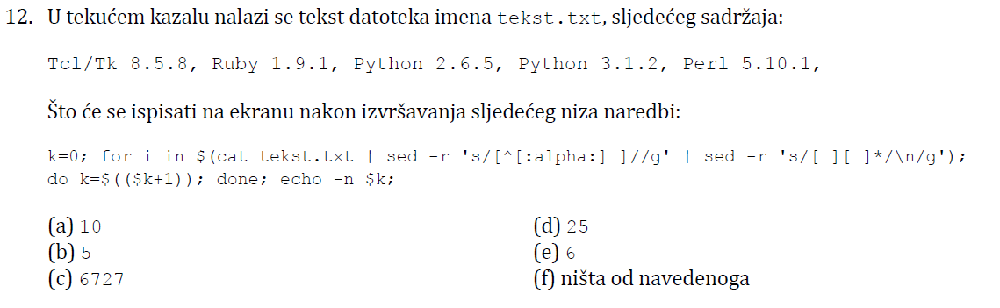 12. U tekućem kazalu nalazi se tekst datoteka imena tekst.txt, sljedećeg sadržaja:
Tcl/Tk 8.5.8, Ruby 1.9.1, Python 2.6.5, Python 3.1.2, Perl 5.10.1,
Što će se ispisati na ekranu nakon izvršavanja sljedećeg niza naredbi:
k=0; for i in $(cat tekst.txt | sed -r 's/[^[:alpha:] ]//g' | sed -r 's/[ ][ ]*/\n/g');
do k=$(($k+1)); done; echo -n $k;
(a) 10
(b) 5
(c) 6727
(d) 25
(e) 6
(f) ništa od navedenoga